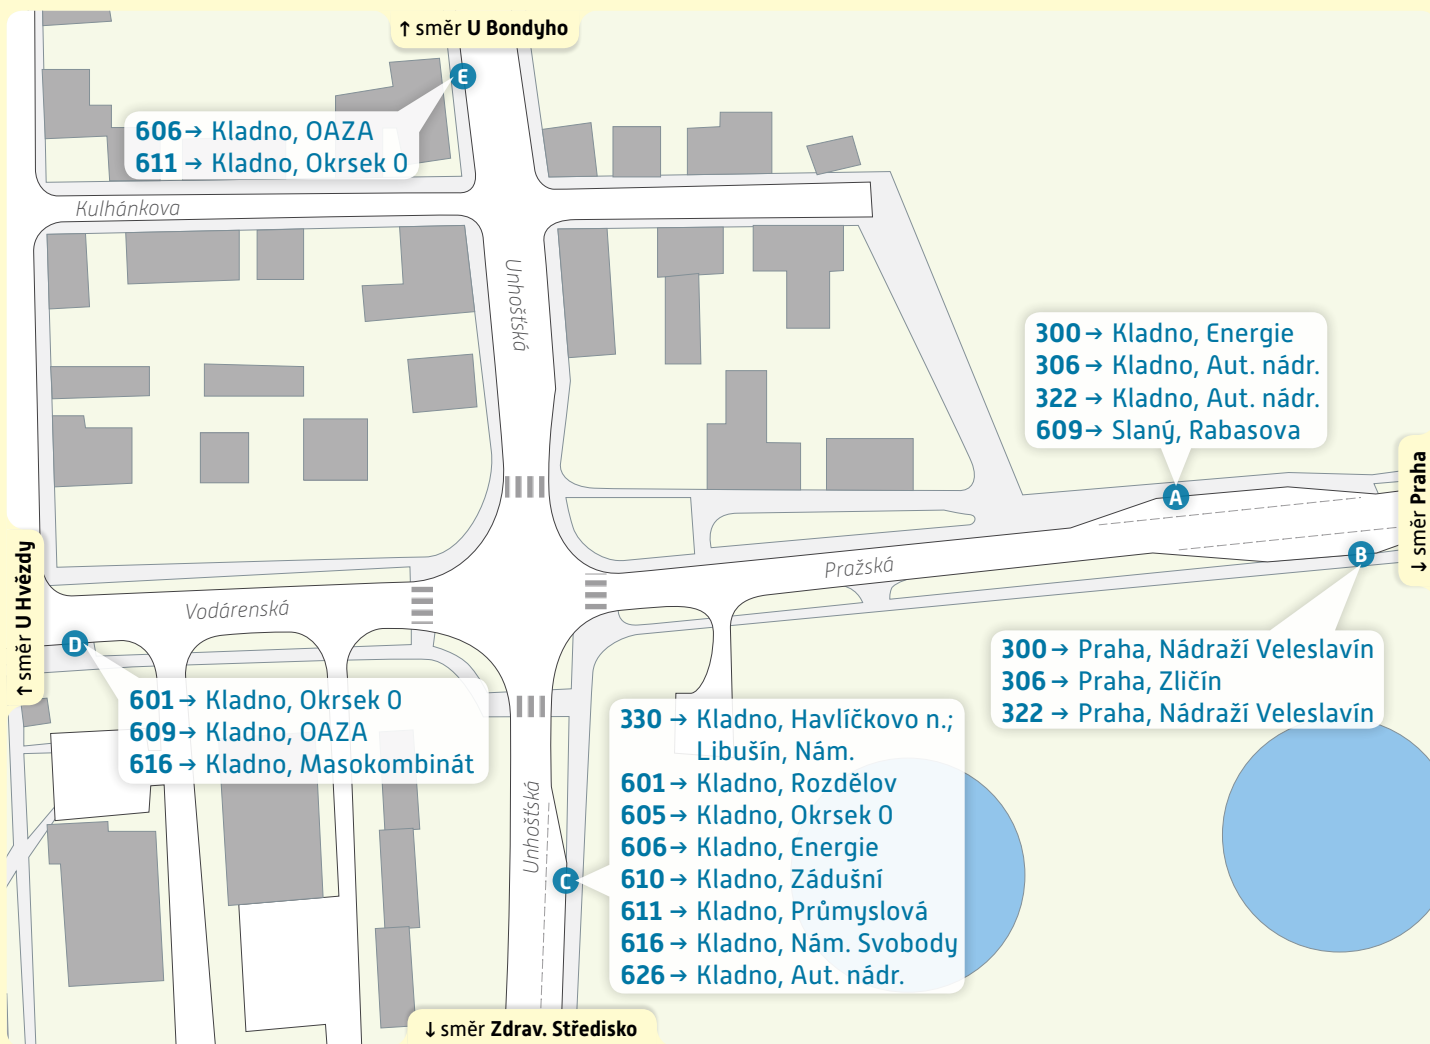 ↑ směr U Bondyho
E
606 → Kladno, OAZA
611 → Kladno, Okrsek 0
Kulhánkova
Unhošťská
300 → Kladno, Energie
306 → Kladno, Aut. nádr.
322 → Kladno, Aut. nádr.
609 → Slaný, Rabasova
A
↓ směr Praha
B
Pražská
↑ směr U Hvězdy
Vodárenská
D
300 → Praha, Nádraží Veleslavín
306 → Praha, Zličín
322 → Praha, Nádraží Veleslavín
601 → Kladno, Okrsek 0
609 → Kladno, OAZA
616 → Kladno, Masokombinát
330 → Kladno, Havlíčkovo n.;
Libušín, Nám.
601 → Kladno, Rozdělov
605 → Kladno, Okrsek 0
606 → Kladno, Energie
610 → Kladno, Zádušní
611 → Kladno, Průmyslová
616 → Kladno, Nám. Svobody
626 → Kladno, Aut. nádr.
Unhošťská
C
↓ směr Zdrav. Středisko